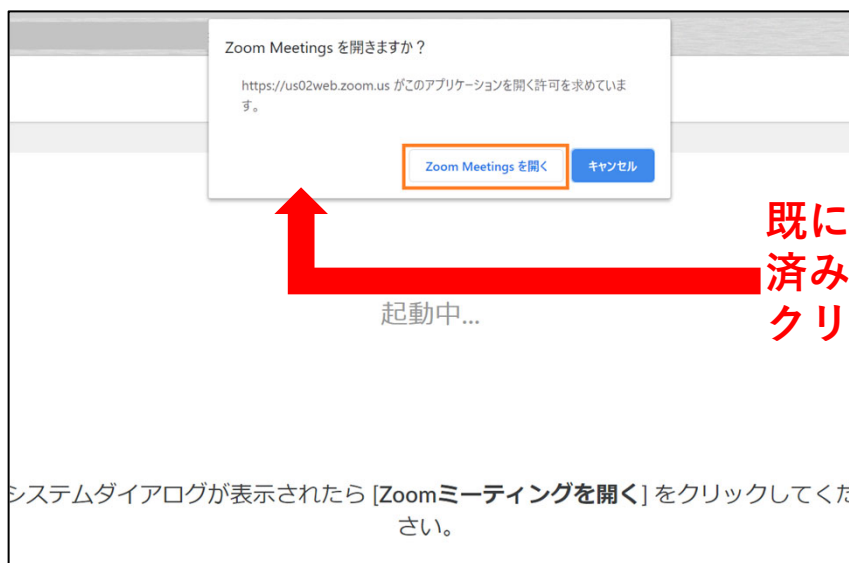 Zoom Meetings を開きますか？
https://us02web.zoom.us がこのアプリケーションを開く許可を求めていま
す。
Zoom Meetings を開く
キャンセル
既に
済み
クリ
起動中...
システムダイアログが表示されたら [Zoomミーティングを開く] をクリックしてくだ
さい。